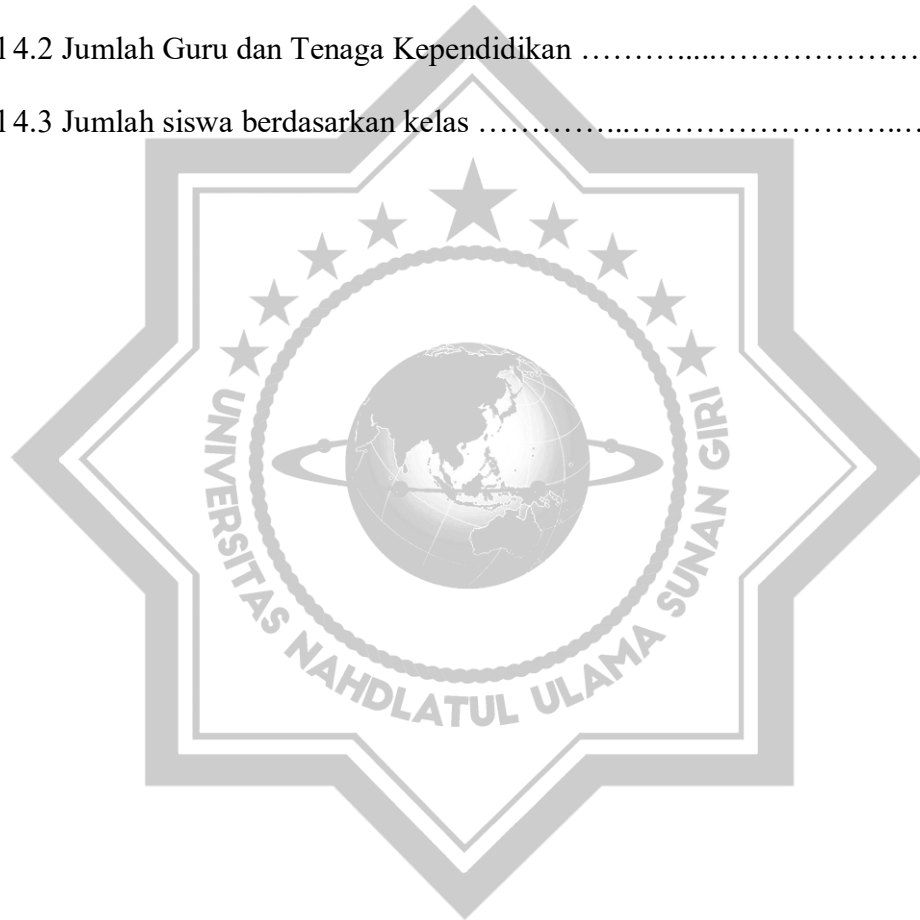 l 4.2 Jumlah Guru dan Tenaga Kependidikan ………….....…………………
l 4.3 Jumlah siswa berdasarkan kelas …………...……………………..…
UNIVERSITAS NAHDLATUL ULAMA SUNAN GIRI